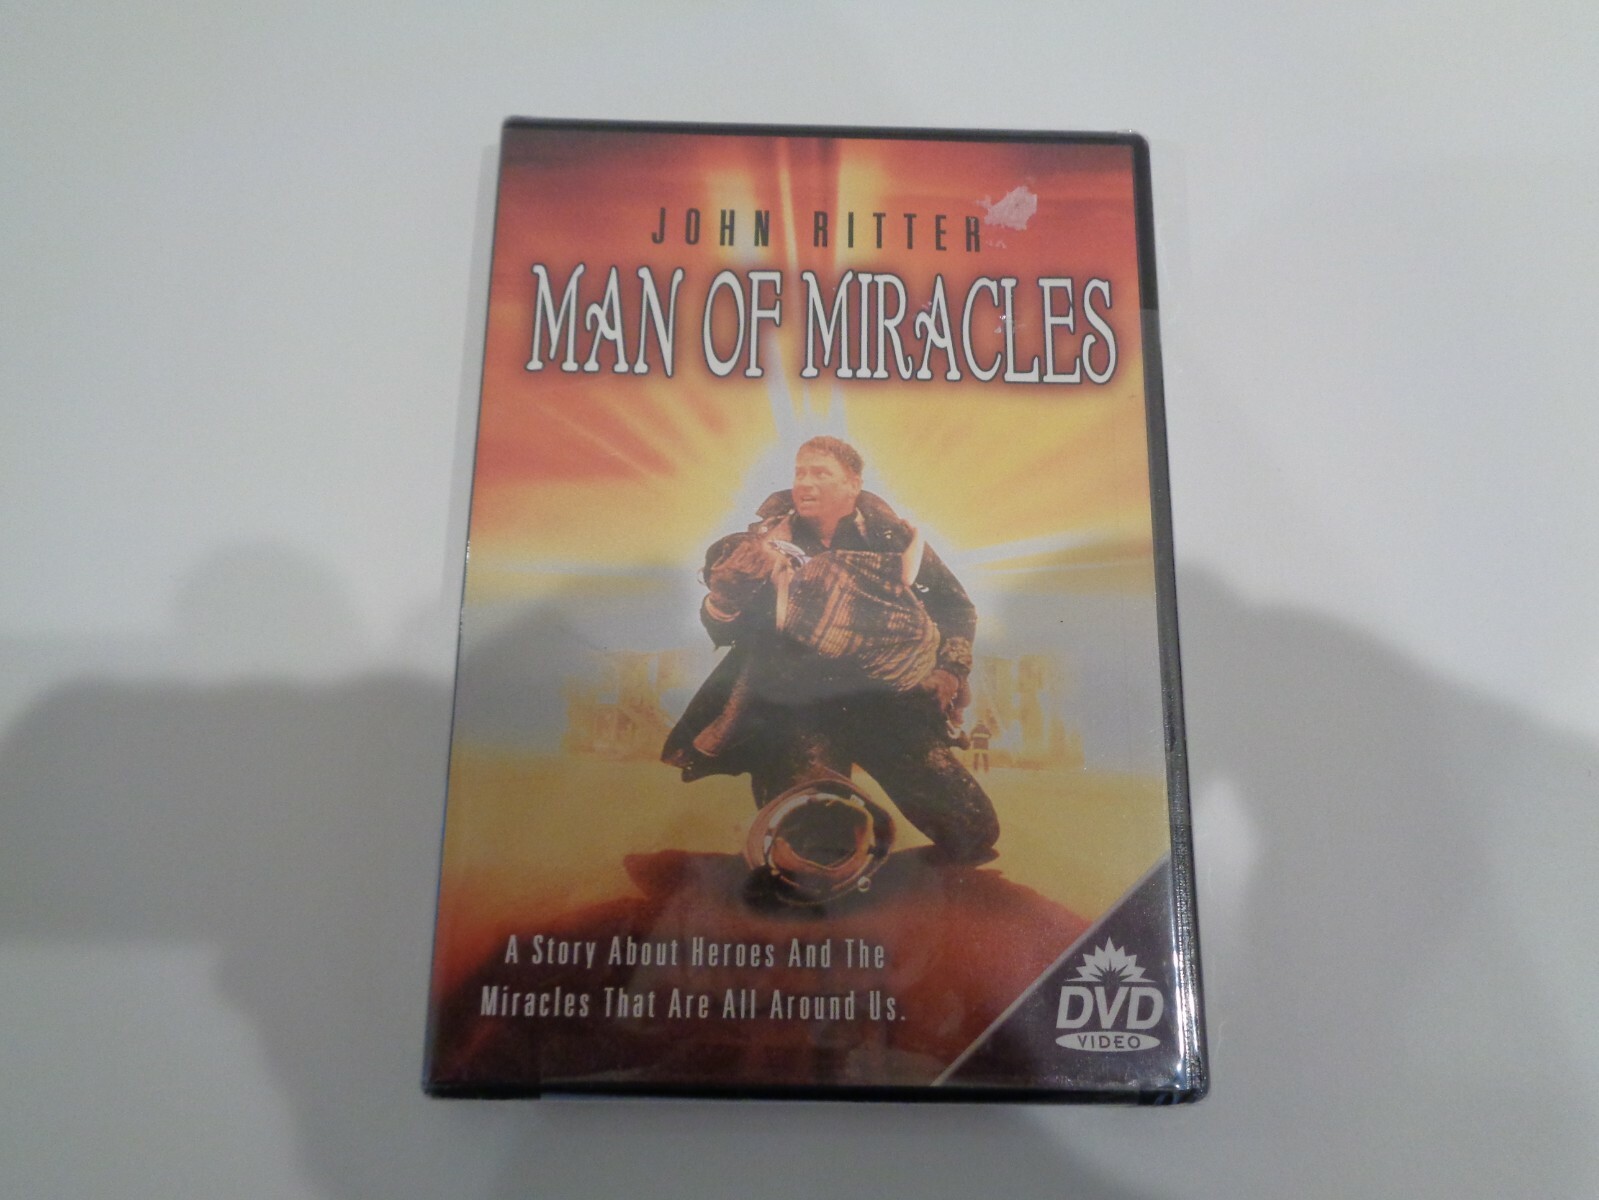 JOHN RITTER
MAN OF MIRACLES
A Story About Heroes And The
Miracles That Are All Around Us.
DVD
VIDEO